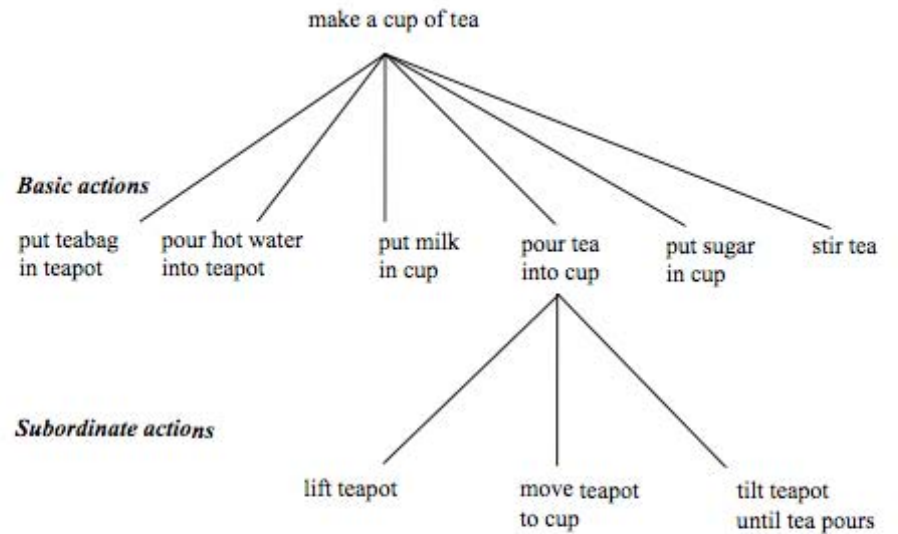 make a cup of tea
Basic actions
put teabag
in teapot
pour hot water
into teapot
put milk
in cup
pour tea
into cup
put sugar
in cup
stir tea
Subordinate actions
lift teapot
move teapot
to cup
tilt teapot
until tea pours